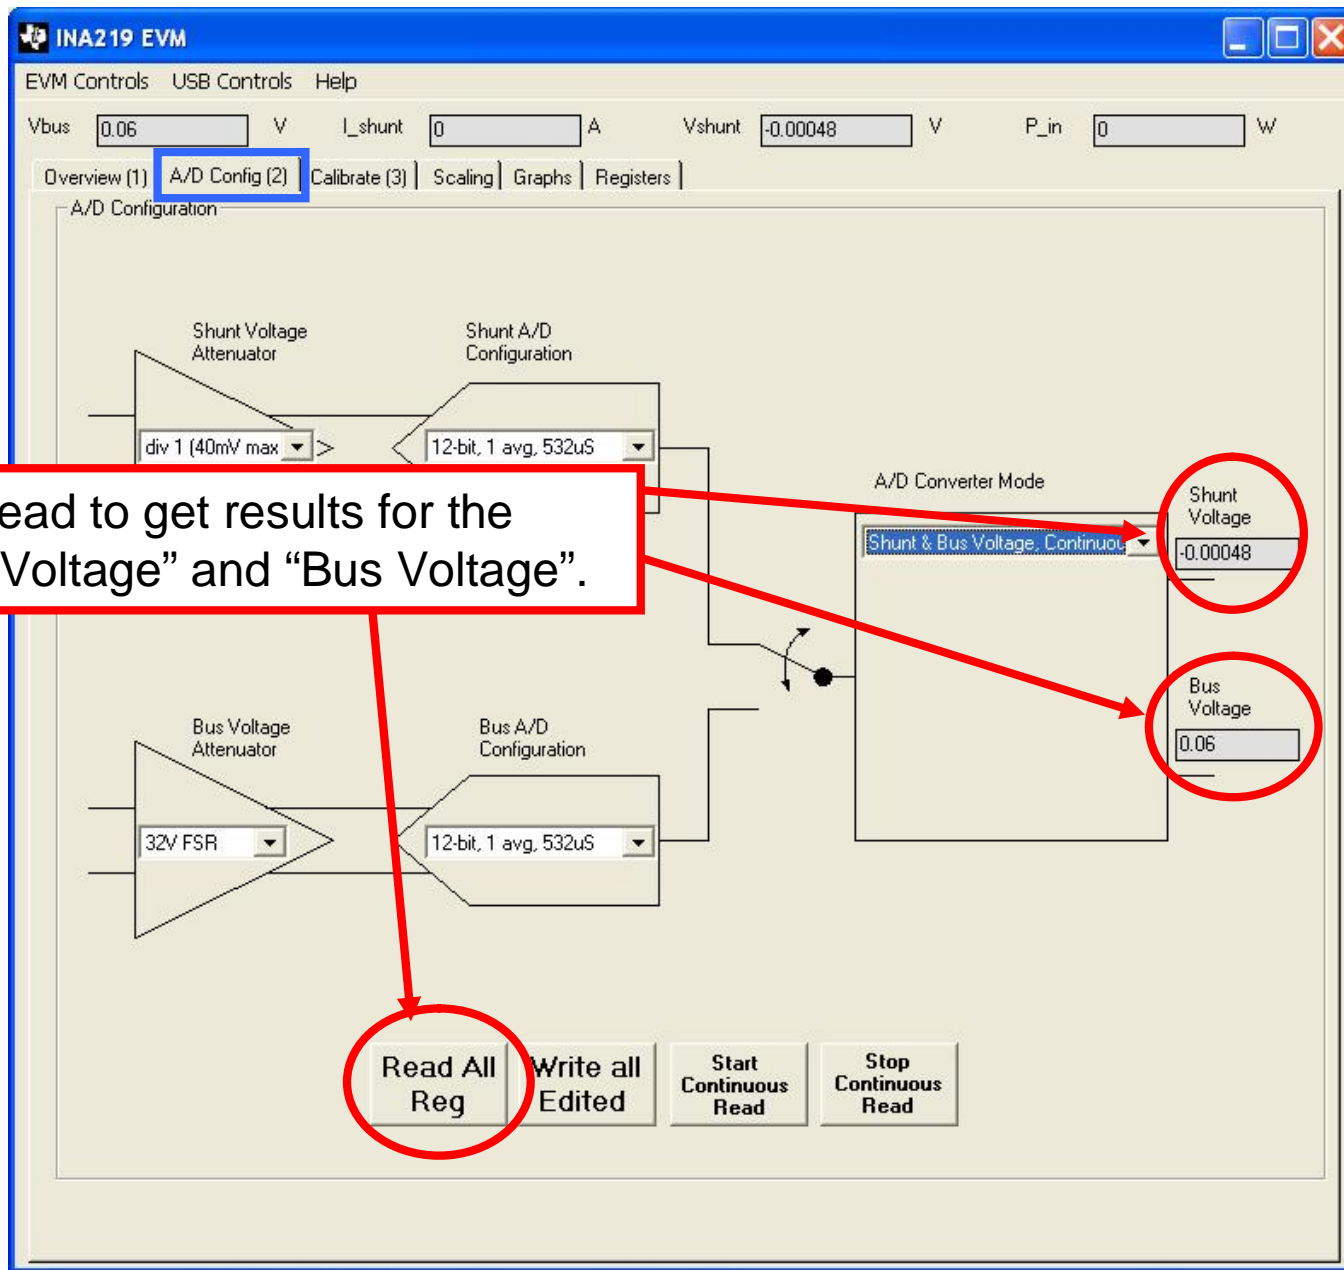 INA219 EVM
EVM Controls USB Controls Help
Vbus 0.06 V I_shunt 0 A Vshunt -0.00048 V P_in 0 W
Overview (1) A/D Config (2) Calibrate (3) Scaling Graphs Registers
A/D Configuration
Shunt Voltage
Attenuator
Shunt A/D
Configuration
div 1 (40mV max
12-bit, 1 avg, 532uS
ead to get results for the
Voltage” and “Bus Voltage”.
A/D Converter Mode
Shunt & Bus Voltage, Continuou
Shunt
Voltage
-0.00048
Bus
Voltage
0.06
Bus Voltage
Attenuator
Bus A/D
Configuration
32V FSR
12-bit, 1 avg, 532uS
Read All
Reg
Write all
Edited
Start
Continuous
Read
Stop
Continuous
Read